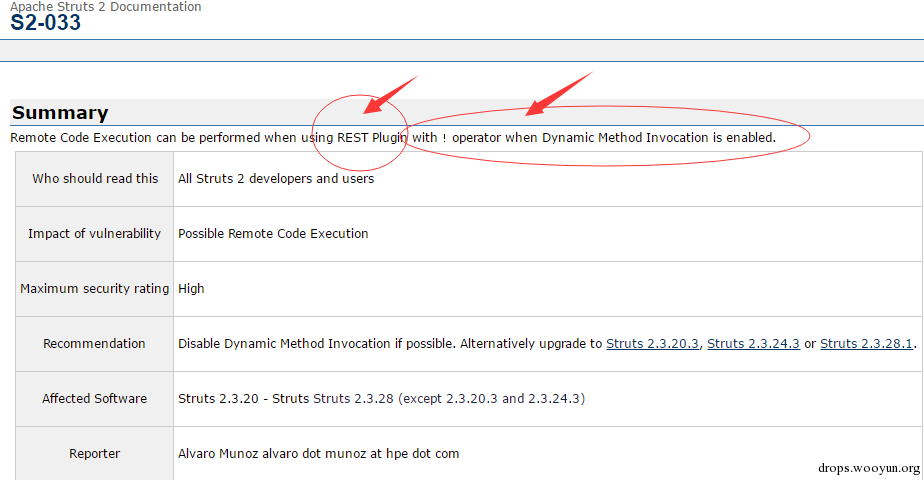 Apache Struts 2 Documentation
S2-033
Summary
Remote Code Execution can be performed when using REST Plugin with ! operator when Dynamic Method Invocation is enabled.
Who should read this All Struts 2 developers and users
Impact of vulnerability Possible Remote Code Execution
Maximum security rating High
Recommendation Disable Dynamic Method Invocation if possible. Alternatively upgrade to Struts 2.3.20.3, Struts 2.3.24.3 or Struts 2.3.28.1.
Affected Software Struts 2.3.20 - Struts Struts 2.3.28 (except 2.3.20.3 and 2.3.24.3)
Reporter Alvaro Munoz alvaro dot munoz at hpe dot com
drops.wooyun.org